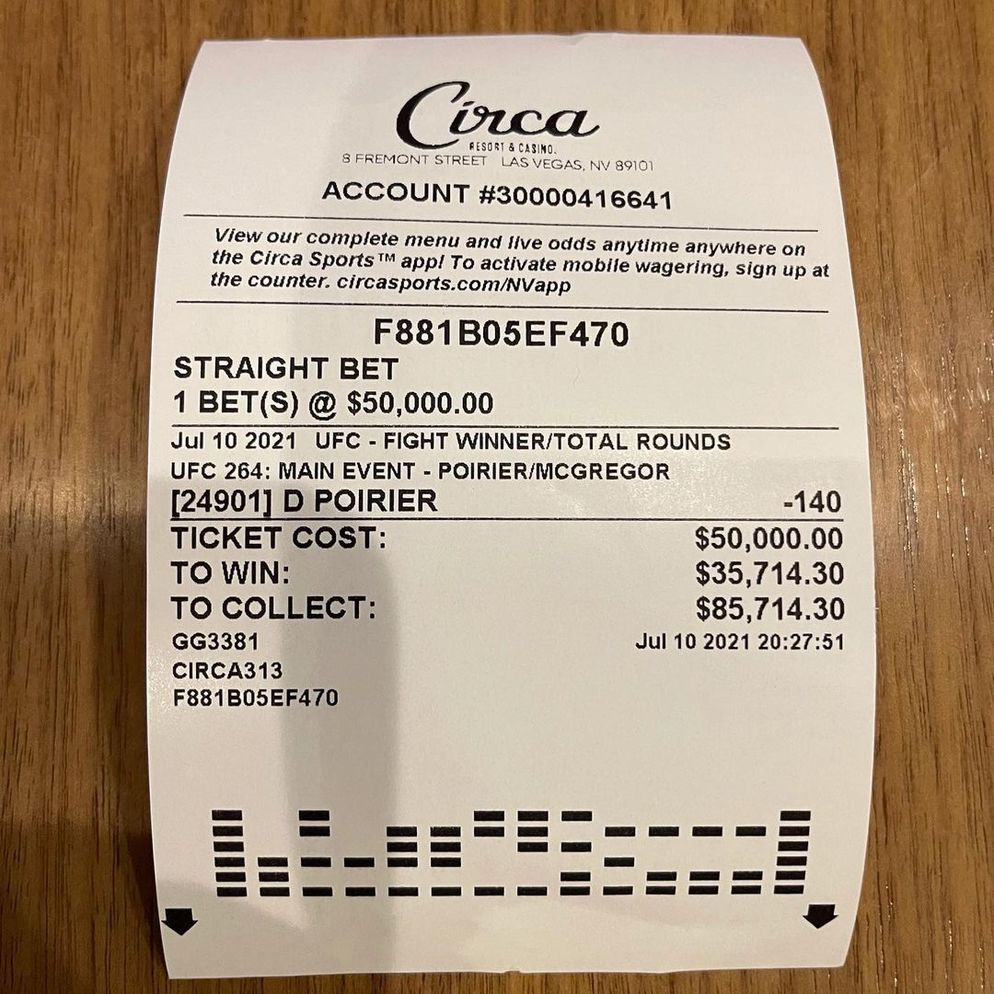 Circa
RESORT & CASINO.
8 FREMONT STREET LAS VEGAS, NV 89101
ACCOUNT #30000416641
View our complete menu and live odds anytime anywhere on
the Circa Sports™ app! To activate mobile wagering, sign up at
the counter. circasports.com/NVapp
F881B05EF470
STRAIGHT BET
1 BET(S) @ $50,000.00
Jul 10 2021 UFC - FIGHT WINNER/TOTAL ROUNDS
UFC 264: MAIN EVENT - POIRIER/MCGREGOR
[24901] D POIRIER -140
TICKET COST: $50,000.00
TO WIN: $35,714.30
TO COLLECT: $85,714.30
GG3381 Jul 10 2021 20:27:51
CIRCA313
F881B05EF470